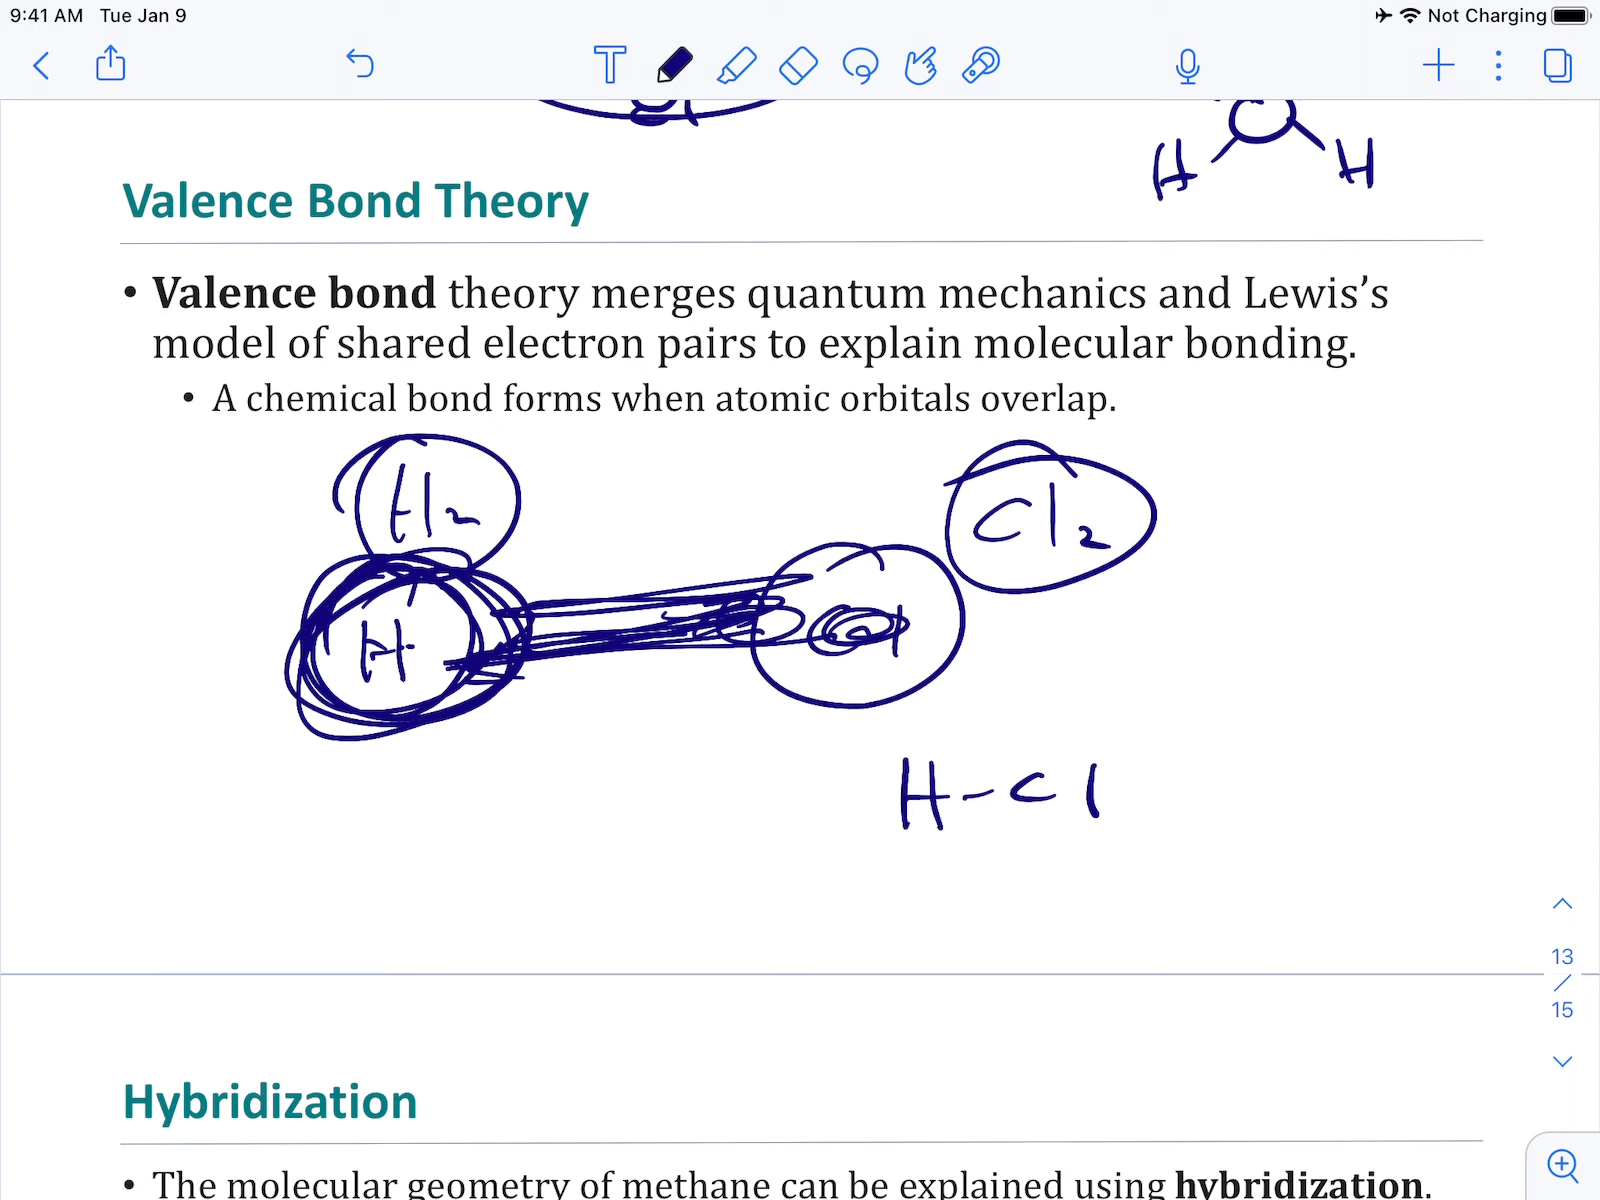 9:41 AM Tue Jan 9
Not Charging
H H
Valence Bond Theory
• Valence bond theory merges quantum mechanics and Lewis’s
model of shared electron pairs to explain molecular bonding.
• A chemical bond forms when atomic orbitals overlap.
H2
Cl2
H
H-Cl
13
/
15
Hybridization
• The molecular geometry of methane can be explained using hybridization.